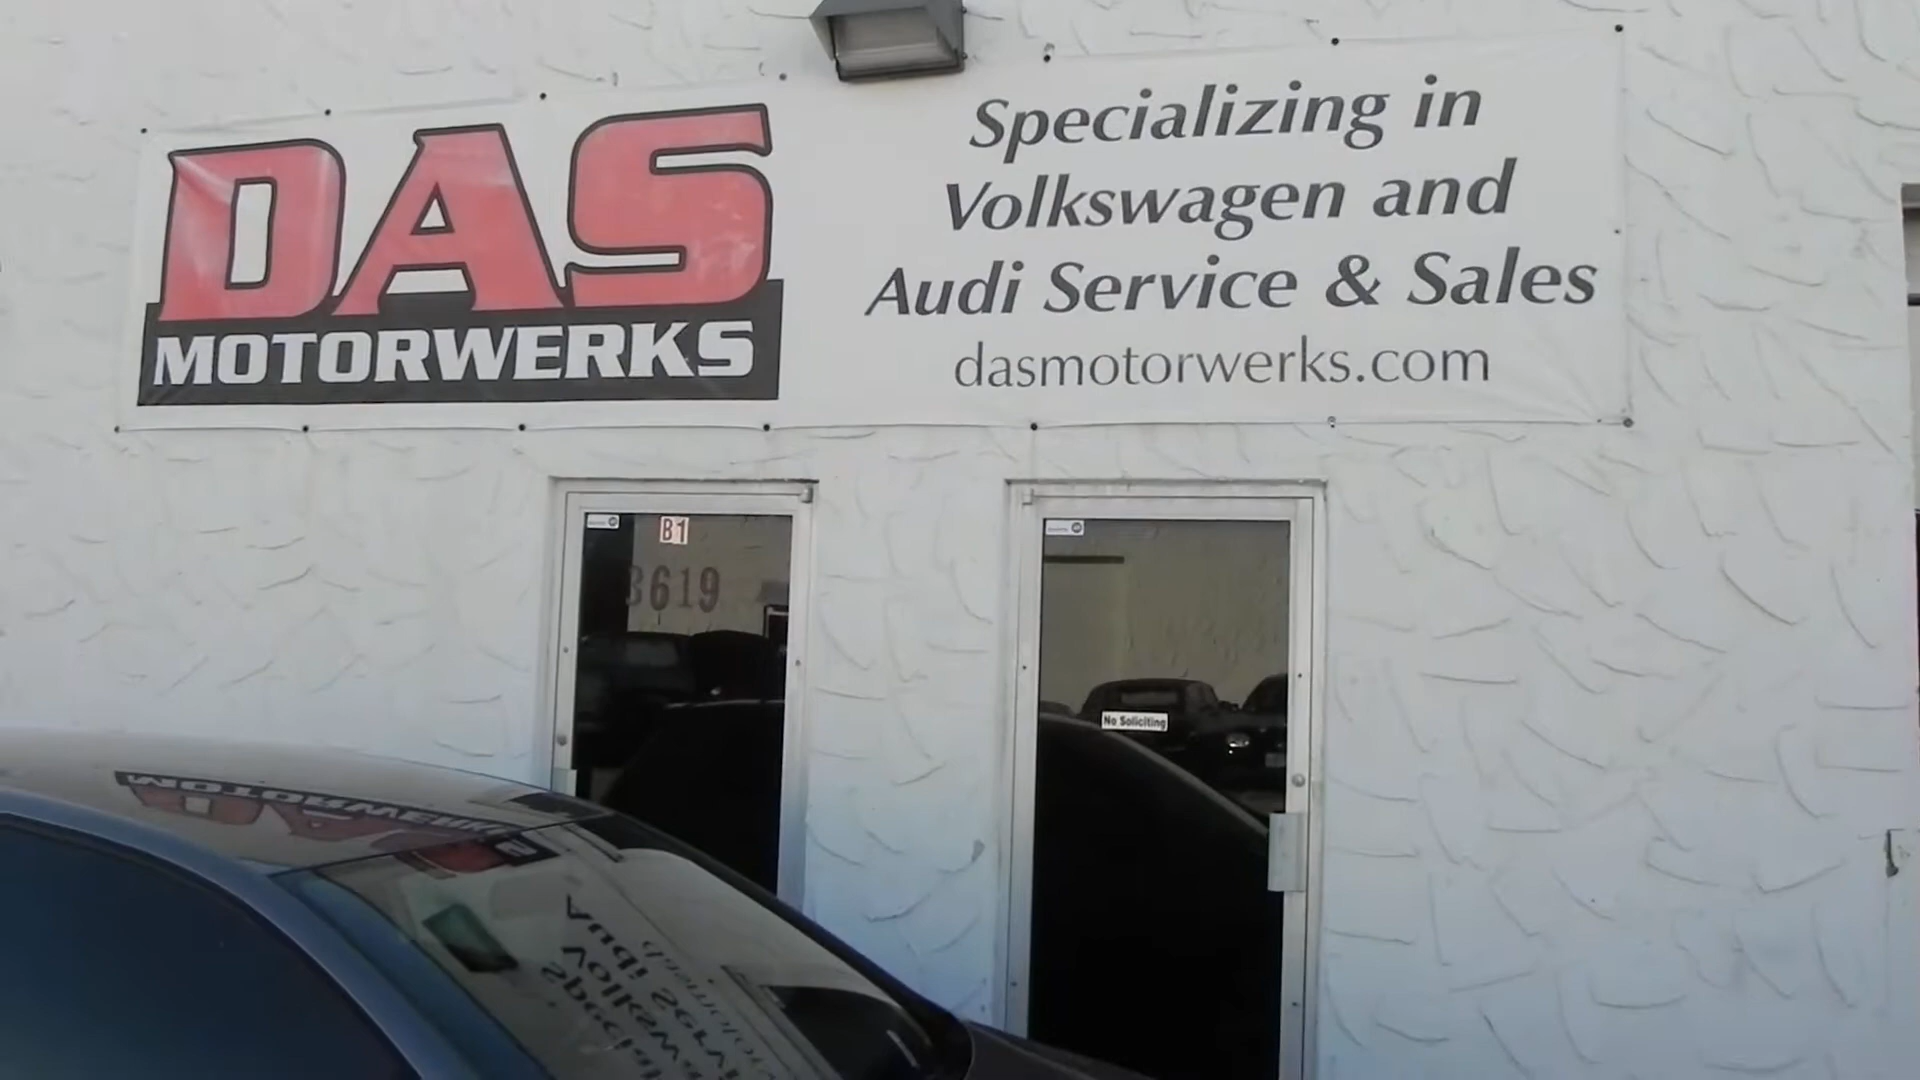 DAS
MOTORWERKS
Specializing in
Volkswagen and
Audi Service & Sales
dasmotorwerks.com
B1
3619
No Soliciting